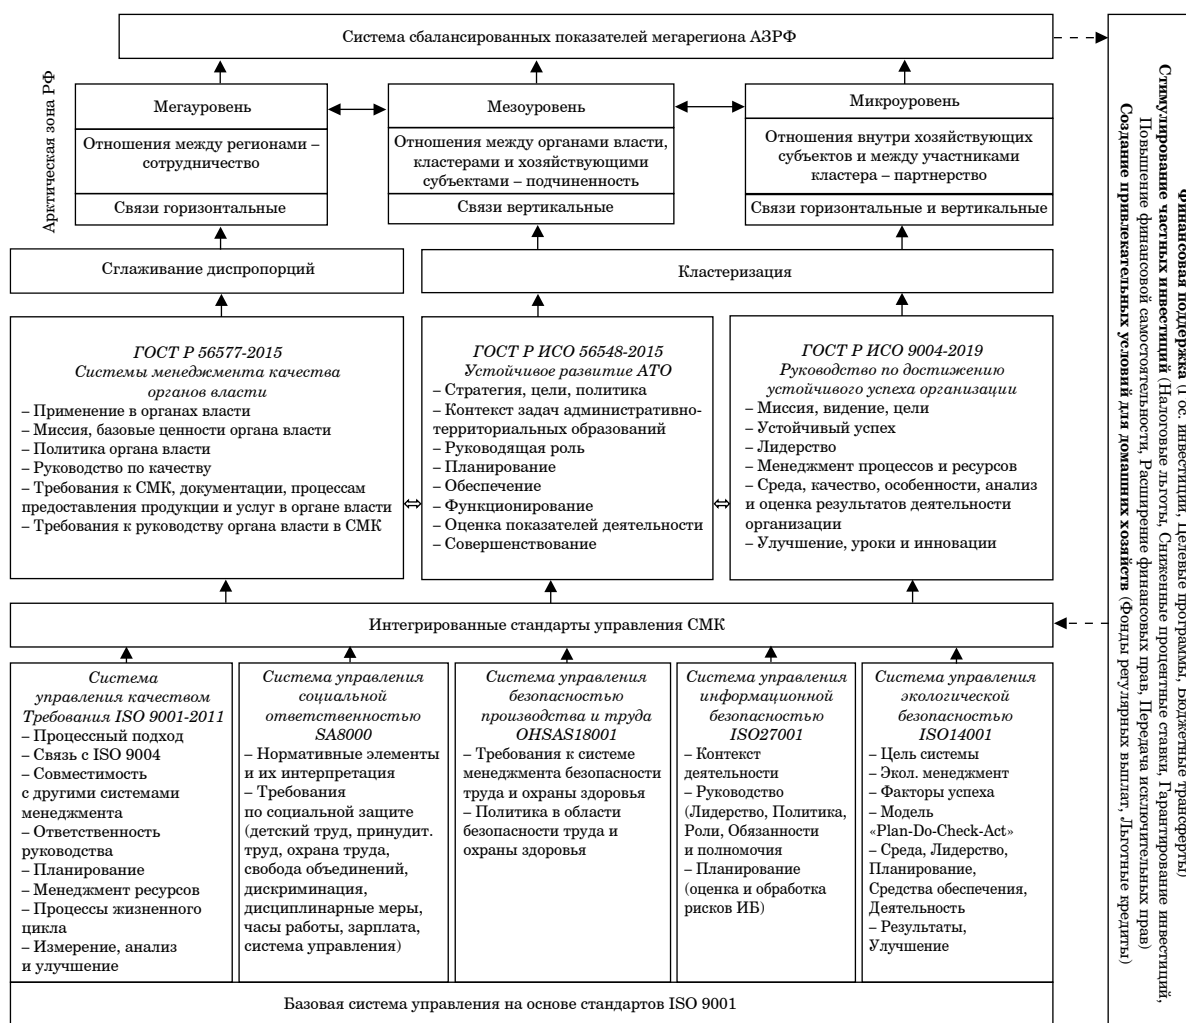 Система сбалансированных показателей мегарегиона АЗРФ
Арктическая зона РФ
Мегауровень
Отношения между регионами –
сотрудничество
Связи горизонтальные
Мезоуровень
Отношения между органами власти,
кластерами и хозяйствующими
субъектами – подчиненность
Связи вертикальные
Микроуровень
Отношения внутри хозяйствующих
субъектов и между участниками
кластера – партнерство
Связи горизонтальные и вертикальные
Сглаживание диспропорций
Кластеризация
ГОСТ Р 56577-2015
Системы менеджмента качества
органов власти
– Применение в органах власти
– Миссия, базовые ценности органа власти
– Политика органа власти
– Руководство по качеству
– Требования к СМК, документации, процессам
предоставления продукции и услуг в органе власти
– Требования к руководству органа власти в СМК
ГОСТ Р ИСО 56548-2015
Устойчивое развитие АТО
– Стратегия, цели, политика
– Контекст задач административно-
территориальных образований
– Руководящая роль
– Планирование
– Обеспечение
– Функционирование
– Оценка показателей деятельности
– Совершенствование
ГОСТ Р ИСО 9004-2019
Руководство по достижению
устойчивого успеха организации
– Миссия, видение, цели
– Устойчивый успех
– Лидерство
– Менеджмент процессов и ресурсов
– Среда, качество, особенности, анализ
и оценка результатов деятельности
организации
– Улучшение, уроки и инновации
Интегрированные стандарты управления СМК
Система
управления качеством
Требования ISO 9001-2011
– Процессный подход
– Связь с ISO 9004
– Совместимость
с другими системами
менеджмента
– Ответственность
руководства
– Планирование
– Менеджмент ресурсов
– Процессы жизненного
цикла
– Измерение, анализ
и улучшение
Система управления
социальной
ответственностью
SA8000
– Нормативные элементы
и их интерпретация
– Требования
по социальной защите
(детский труд, принудит.
труд, охрана труда,
свобода объединений,
дискриминация,
дисциплинарные меры,
часы работы, зарплата,
система управления)
Система управления
безопасностью
производства и труда
OHSAS18001
– Требования к системе
менеджмента безопасности
труда и охраны здоровья
– Политика в области
безопасности труда и
охраны здоровья
Система управления
информационной
безопасностью
ISO27001
– Контекст
деятельности
– Руководство
(Лидерство, Политика,
Роли, Обязанности
и полномочия
– Планирование
(оценка и обработка
рисков ИБ)
Система управления
экологической
безопасностью
ISO14001
– Цель системы
– Экол. менеджмент
– Факторы успеха
– Модель
«Plan-Do-Check-Act»
– Среда, Лидерство,
Планирование,
Средства обеспечения,
Деятельность
– Результаты,
Улучшение
Базовая система управления на основе стандартов ISO 9001
Финансовая поддержка (Гос. инвестиции, Целевые программы, Бюджетные трансферты)
Стимулирование частных инвестиций (Налоговые льготы, Сниженные процентные ставки, Гарантирование инвестиций,
Повышение финансовой самостоятельности, Расширение финансовых прав, Передача исключительных прав)
Создание привлекательных условий для домашних хозяйств (Фонды регулярных выплат, Льготные кредиты)